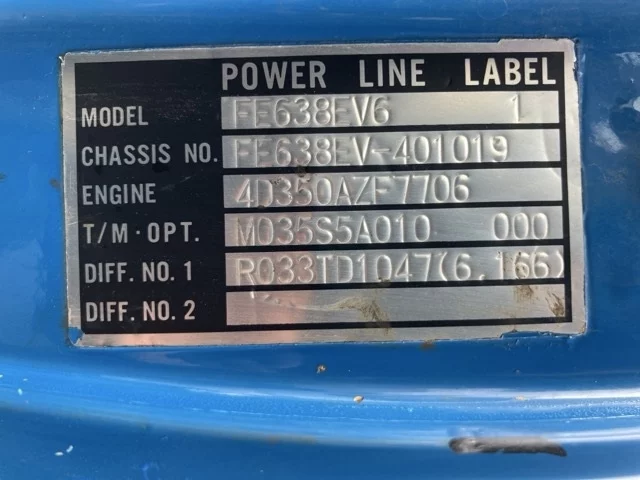 POWER LINE LABEL
MODEL FE638EV6 1
CHASSIS NO. FE638EV-401019
ENGINE 4D350AZF7706
T/M·OPT. M035S5A010 000
DIFF. NO. 1 R033TD1047(6.166)
DIFF. NO. 2